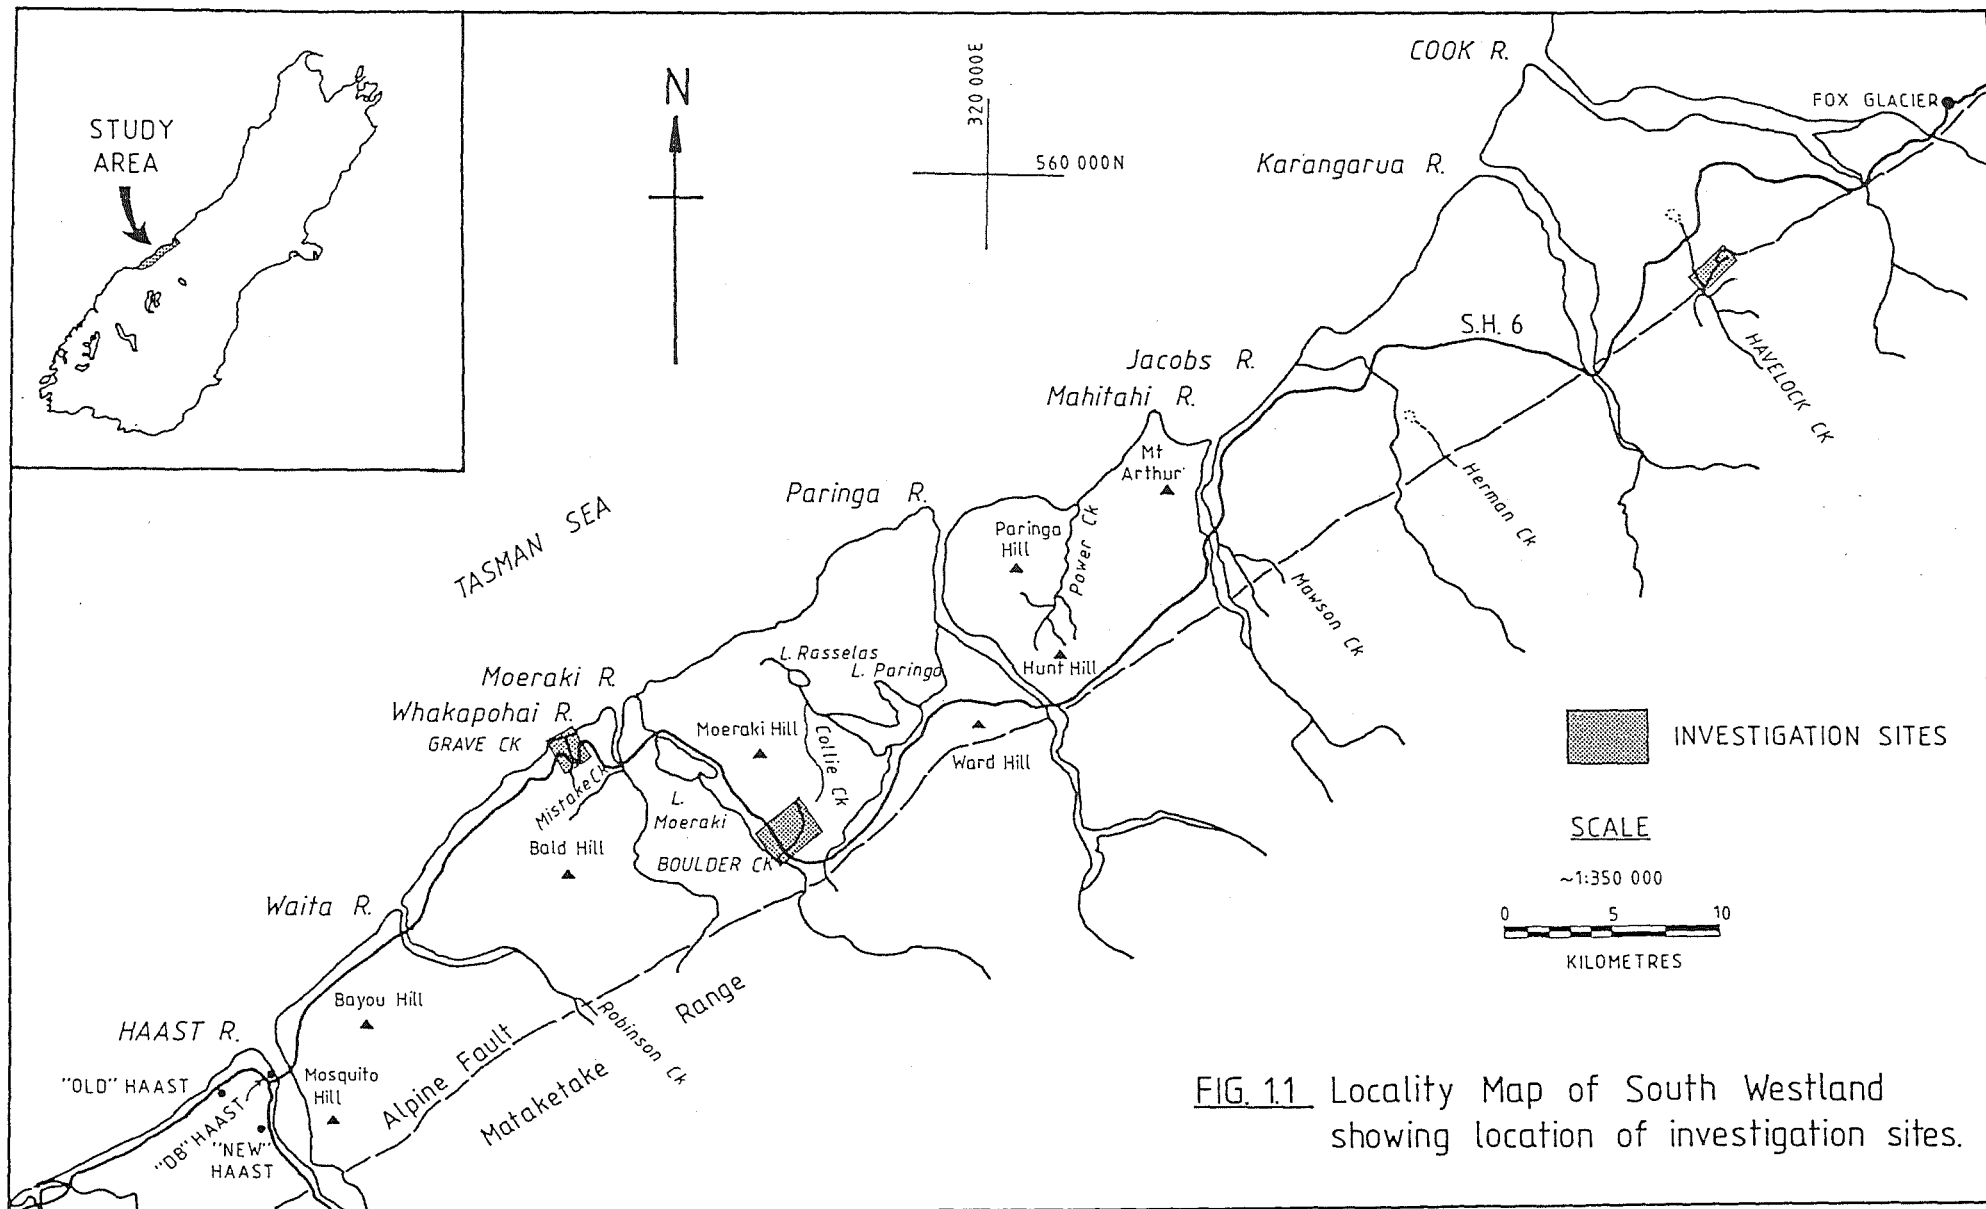 STUDY
AREA
N
320 000E
560 000N
COOK R.
FOX GLACIER
Karangarua R.
S.H. 6
HAVELOCK CK
Jacobs R.
Mahitahi R.
Mt
Arthur
Herman Ck
Paringa R.
Paringa
Hill
Power Ck
Mawson Ck
TASMAN SEA
Hunt Hill
L. Rasselas
L. Paringa
Moeraki R.
Whakapohai R.
GRAVE CK
Moeraki Hill
Collie Ck
Ward Hill
Mistake Ck
L.
Moeraki
Bald Hill
BOULDER CK
INVESTIGATION SITES
SCALE
~1:350 000
0 5 10
KILOMETRES
Waita R.
Bayou Hill
Robinson Ck
Alpine Fault
Mataketake Range
HAAST R.
"OLD" HAAST
Mosquito
Hill
"DB" HAAST
"NEW"
HAAST
FIG. 1.1 Locality Map of South Westland
showing location of investigation sites.